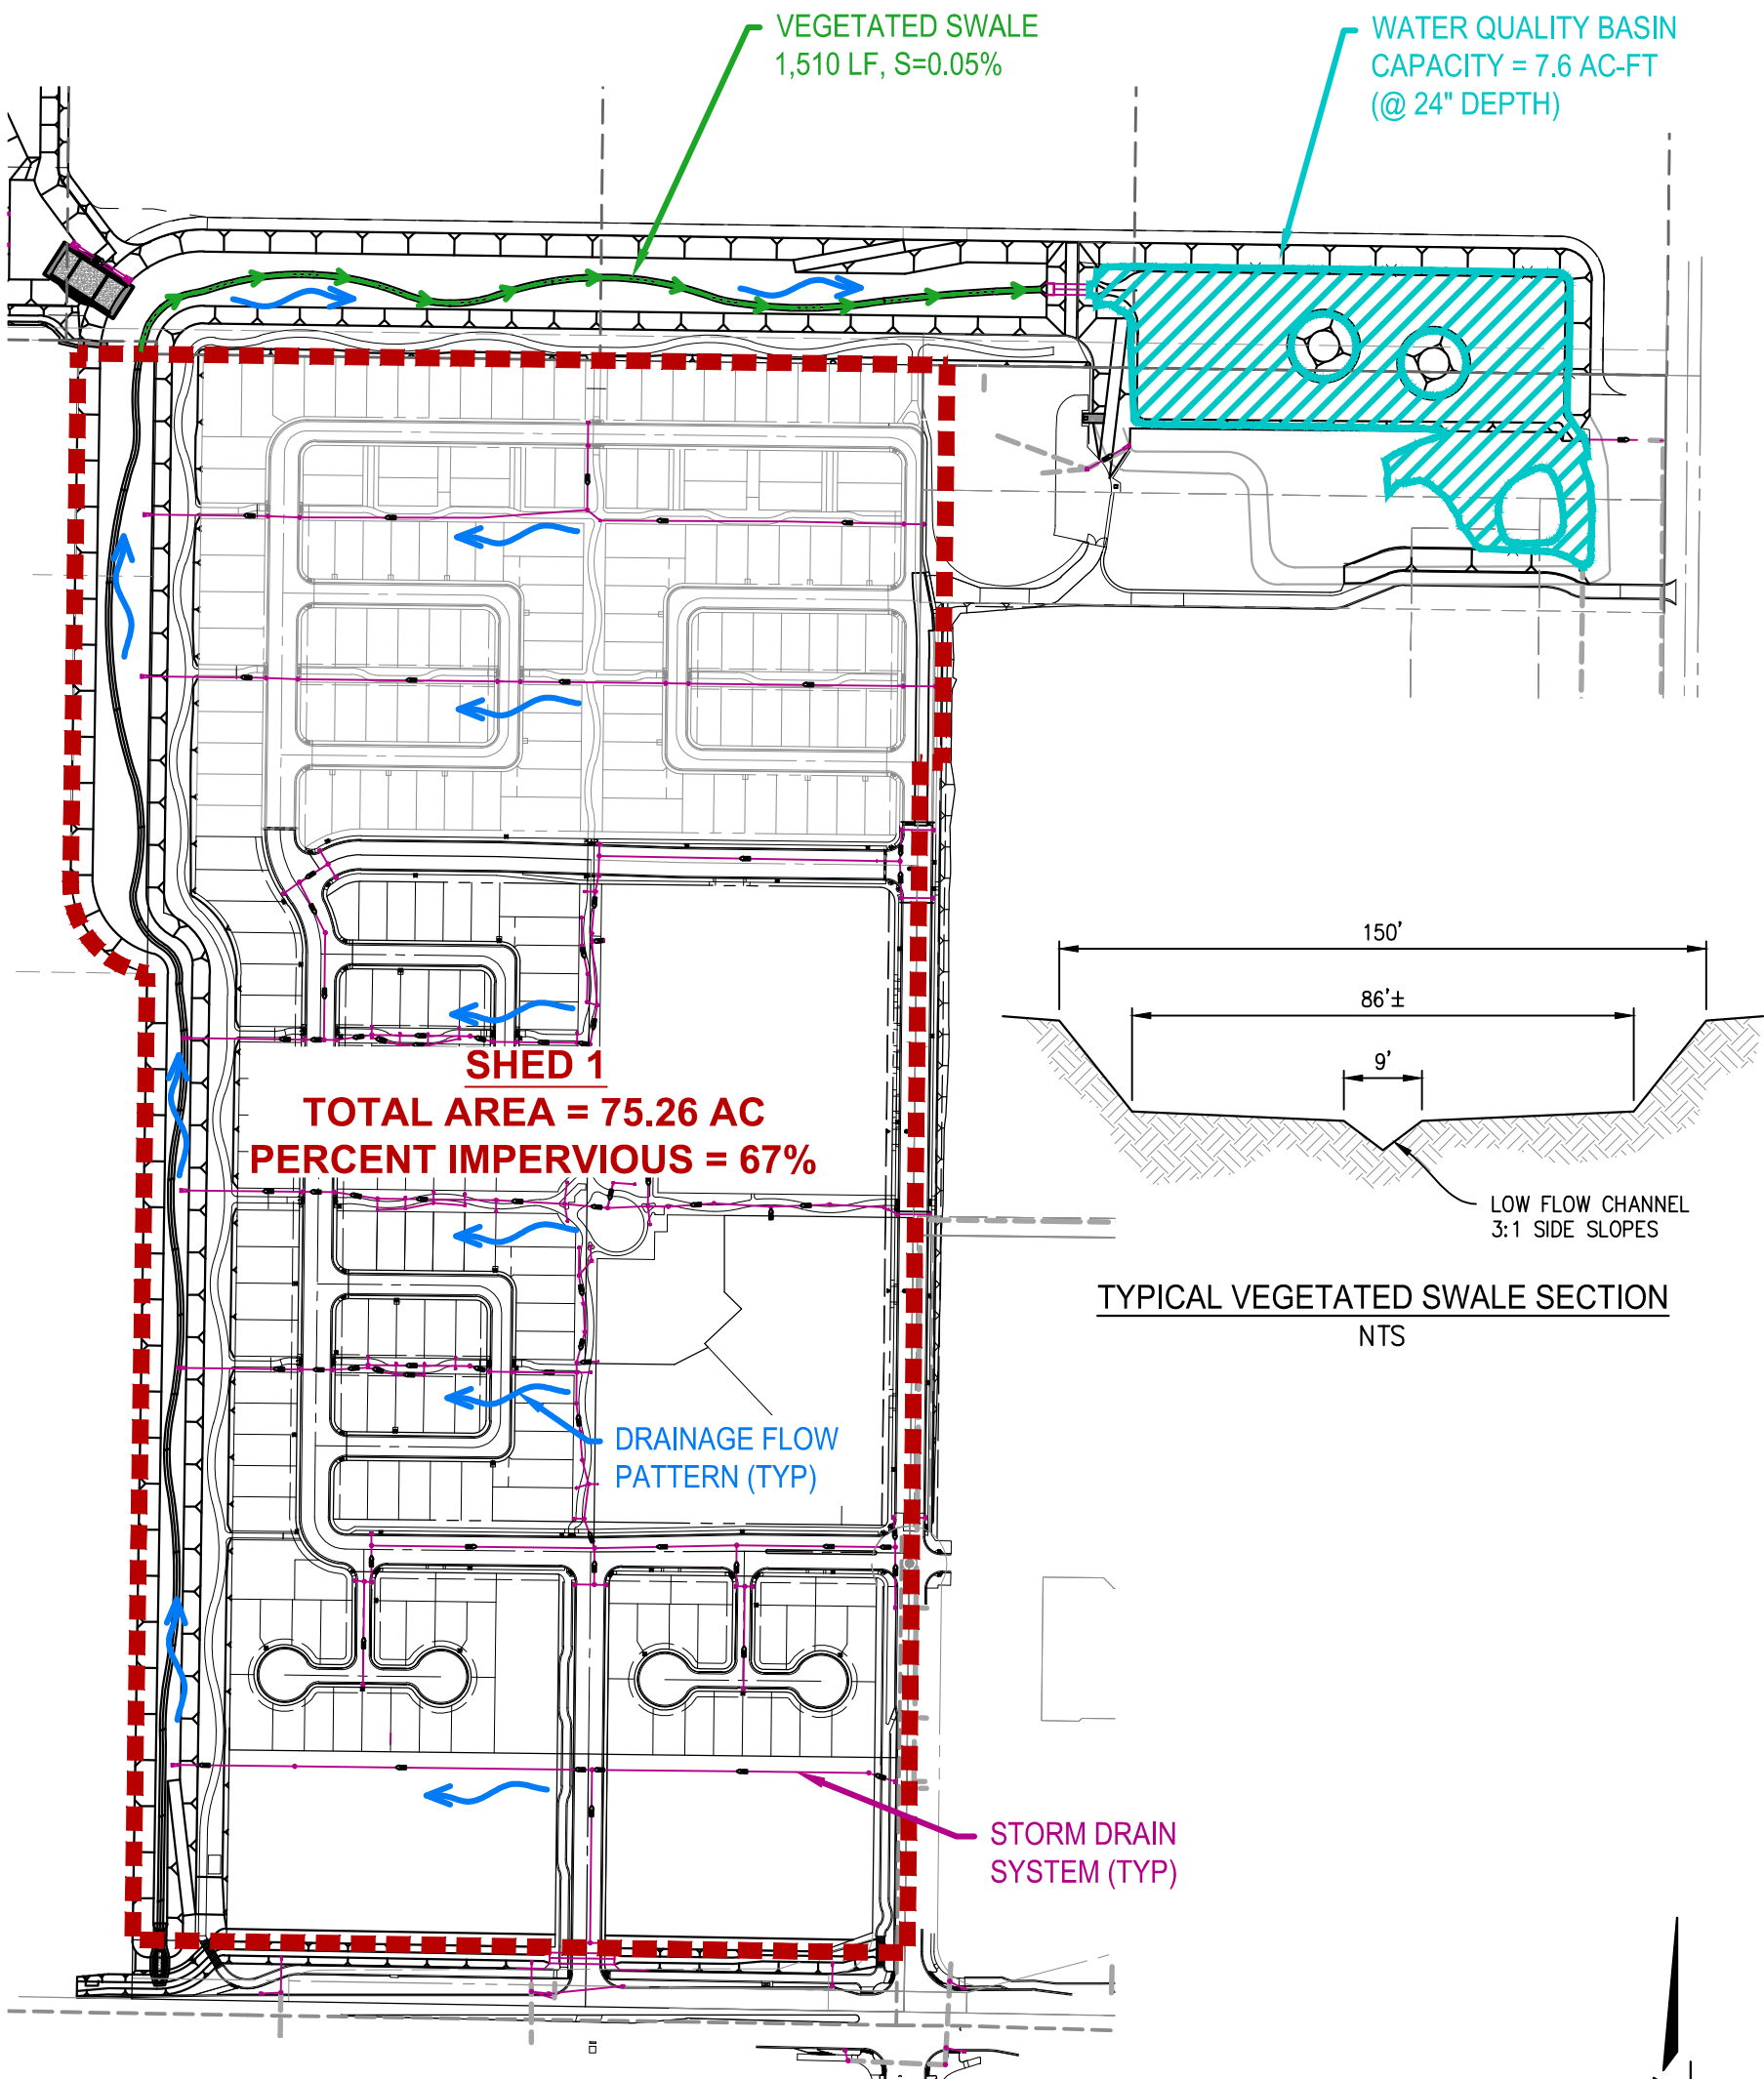 VEGETATED SWALE
1,510 LF, S=0.05%
WATER QUALITY BASIN
CAPACITY = 7.6 AC-FT
(@ 24" DEPTH)
150'
86'±
9'
SHED 1
TOTAL AREA = 75.26 AC
PERCENT IMPERVIOUS = 67%
LOW FLOW CHANNEL
3:1 SIDE SLOPES
TYPICAL VEGETATED SWALE SECTION
NTS
DRAINAGE FLOW
PATTERN (TYP)
STORM DRAIN
SYSTEM (TYP)